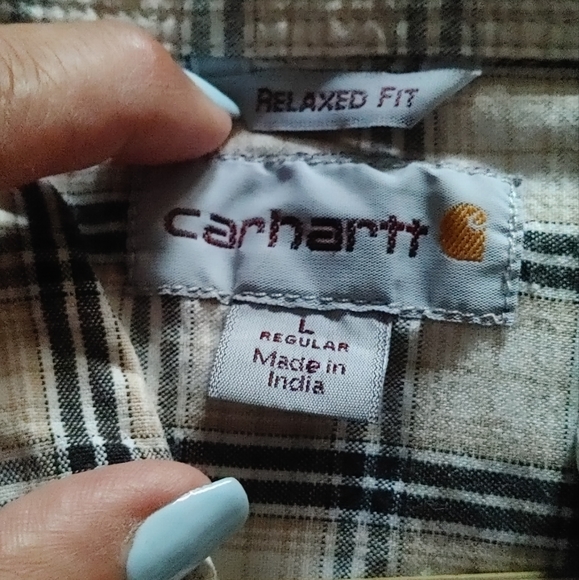 RELAXED FIT
carhartt
L
REGULAR
Made in
India